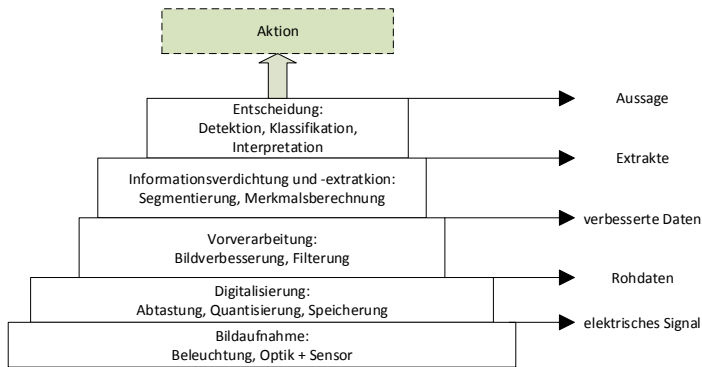 Aktion
Entscheidung:
Detektion, Klassifikation,
Interpretation
Aussage
Informationsverdichtung und -extratkion:
Segmentierung, Merkmalsberechnung
Extrakte
Vorverarbeitung:
Bildverbesserung, Filterung
verbesserte Daten
Digitalisierung:
Abtastung, Quantisierung, Speicherung
Rohdaten
Bildaufnahme:
Beleuchtung, Optik + Sensor
elektrisches Signal